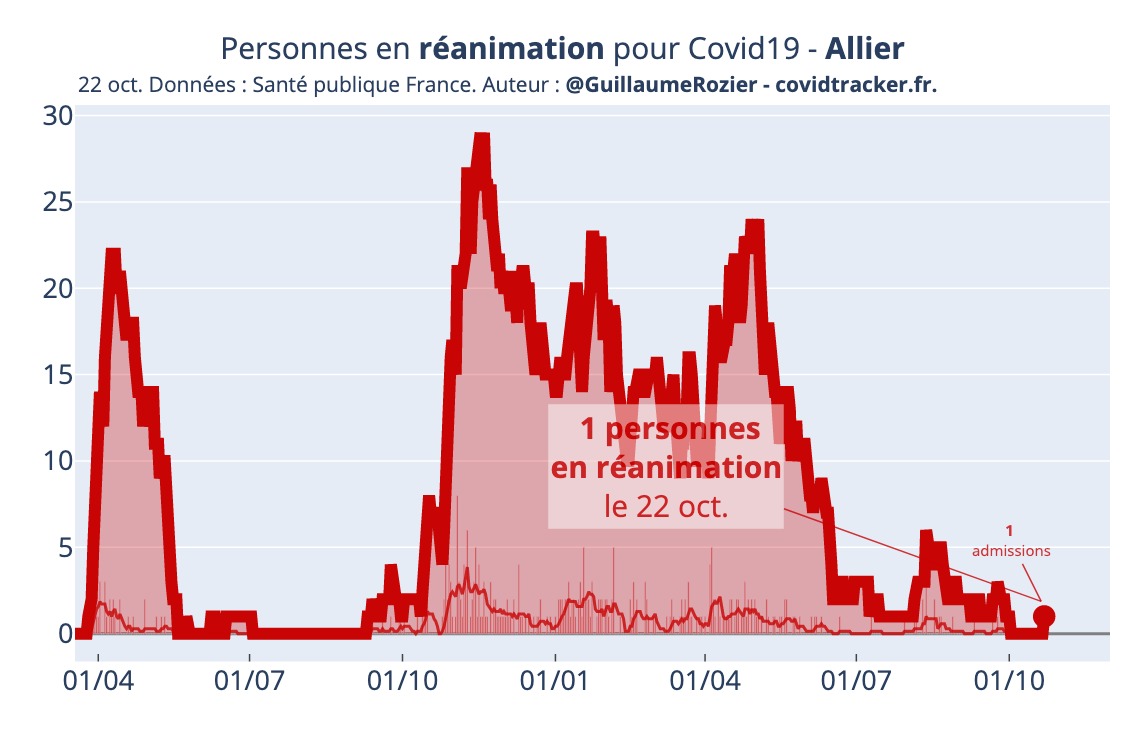 Personnes en réanimation pour Covid19 - Allier
22 oct. Données : Santé publique France. Auteur : @GuillaumeRozier - covidtracker.fr.
30
25
20
15
10
5
0
1 personnes
en réanimation
le 22 oct.
1
admissions
01/04
01/07
01/10
01/01
01/04
01/07
01/10